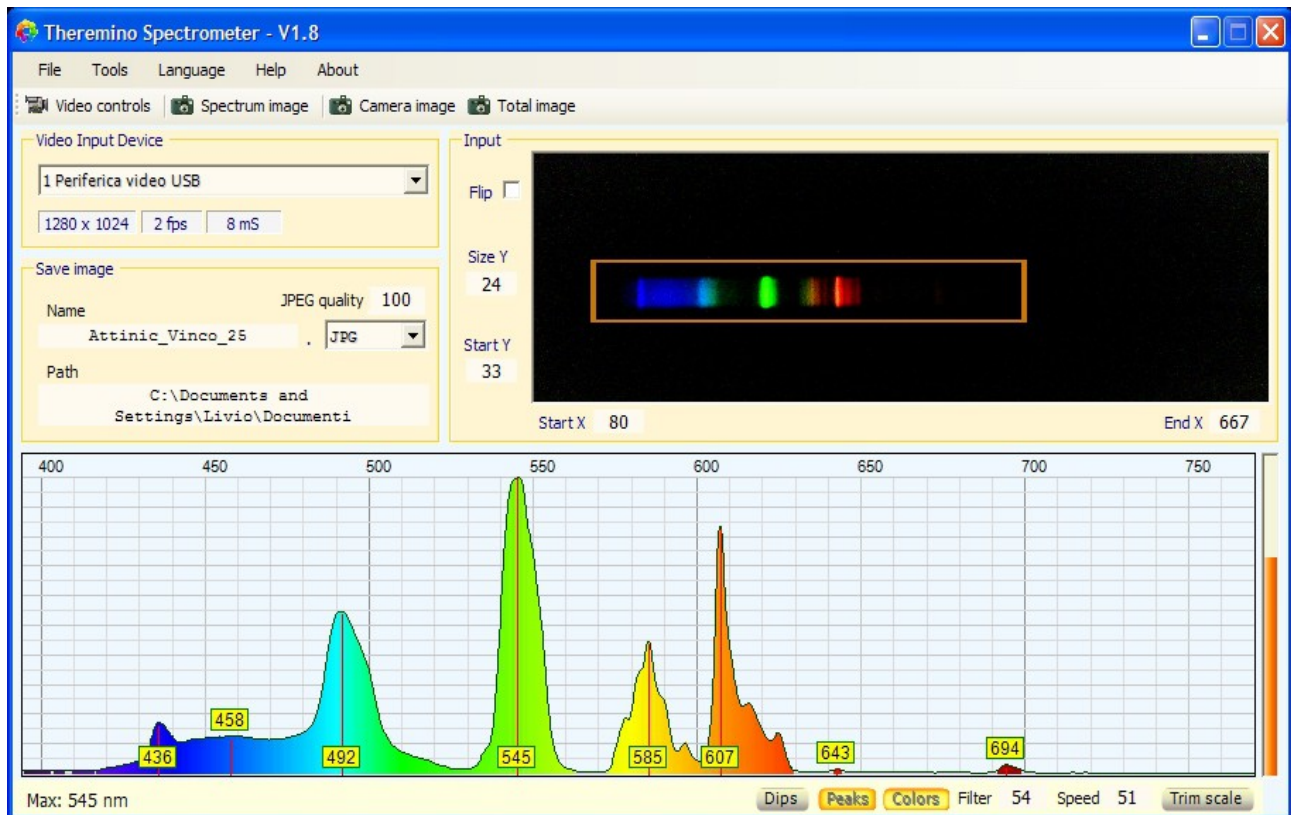 Theremino Spectrometer - V1.8
File Tools Language Help About
Video controls Spectrum image Camera image Total image
Video Input Device
1 Periferica video USB
1280 x 1024 2 fps 8 mS
Save image
Name JPEG quality 100
Attinic_Vinco_25 . JPG
Path
C:\Documents and
Settings\Livio\Documenti
Input
Flip
Size Y
24
Start Y
33
Start X 80 End X 667
400 450 500 550 600 650 700 750
436 458 492 545 585 607 643 694
Max: 545 nm Dips Peaks Colors Filter 54 Speed 51 Trim scale